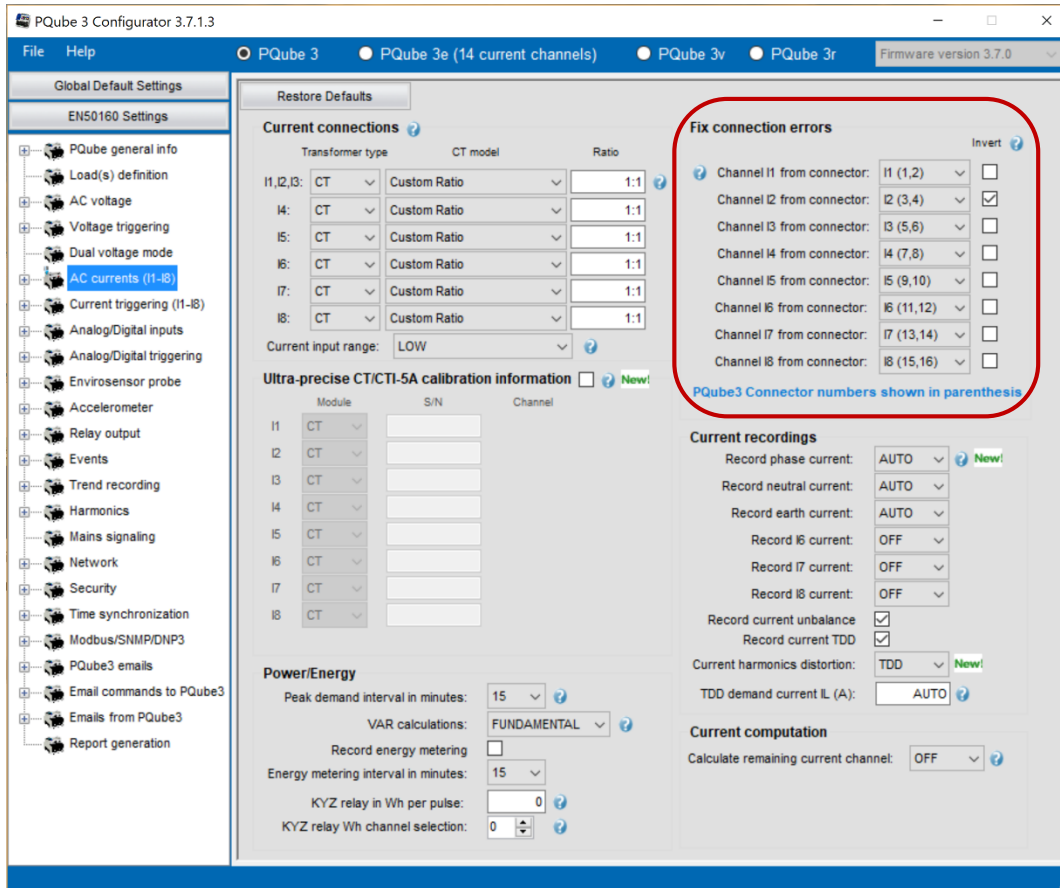 PQube 3 Configurator 3.7.1.3
File Help PQube 3 PQube 3e (14 current channels) PQube 3v PQube 3r Firmware version 3.7.0
Global Default Settings
EN50160 Settings
PQube general info
Load(s) definition
AC voltage
Voltage triggering
Dual voltage mode
AC currents (I1-I8)
Current triggering (I1-I8)
Analog/Digital inputs
Analog/Digital triggering
Envirosensor probe
Accelerometer
Relay output
Events
Trend recording
Harmonics
Mains signaling
Network
Security
Time synchronization
Modbus/SNMP/DNP3
PQube3 emails
Email commands to PQube3
Emails from PQube3
Report generation
Restore Defaults
Current connections ?
Transformer type CT model Ratio
I1,I2,I3: CT Custom Ratio 1:1 ?
I4: CT Custom Ratio 1:1
I5: CT Custom Ratio 1:1
I6: CT Custom Ratio 1:1
I7: CT Custom Ratio 1:1
I8: CT Custom Ratio 1:1
Current input range: LOW ?
Ultra-precise CT/CTI-5A calibration information ? New!
Module S/N Channel
I1 CT
I2 CT
I3 CT
I4 CT
I5 CT
I6 CT
I7 CT
I8 CT
Power/Energy
Peak demand interval in minutes: 15 ?
VAR calculations: FUNDAMENTAL ?
Record energy metering
Energy metering interval in minutes: 15
KYZ relay in Wh per pulse: 0 ?
KYZ relay Wh channel selection: 0 ?
Fix connection errors
Invert ?
? Channel I1 from connector: I1 (1,2)
Channel I2 from connector: I2 (3,4)
Channel I3 from connector: I3 (5,6)
Channel I4 from connector: I4 (7,8)
Channel I5 from connector: I5 (9,10)
Channel I6 from connector: I6 (11,12)
Channel I7 from connector: I7 (13,14)
Channel I8 from connector: I8 (15,16)
PQube3 Connector numbers shown in parenthesis
Current recordings
Record phase current: AUTO ? New!
Record neutral current: AUTO
Record earth current: AUTO
Record I6 current: OFF
Record I7 current: OFF
Record I8 current: OFF
Record current unbalance
Record current TDD
Current harmonics distortion: TDD New!
TDD demand current IL (A): AUTO ?
Current computation
Calculate remaining current channel: OFF ?